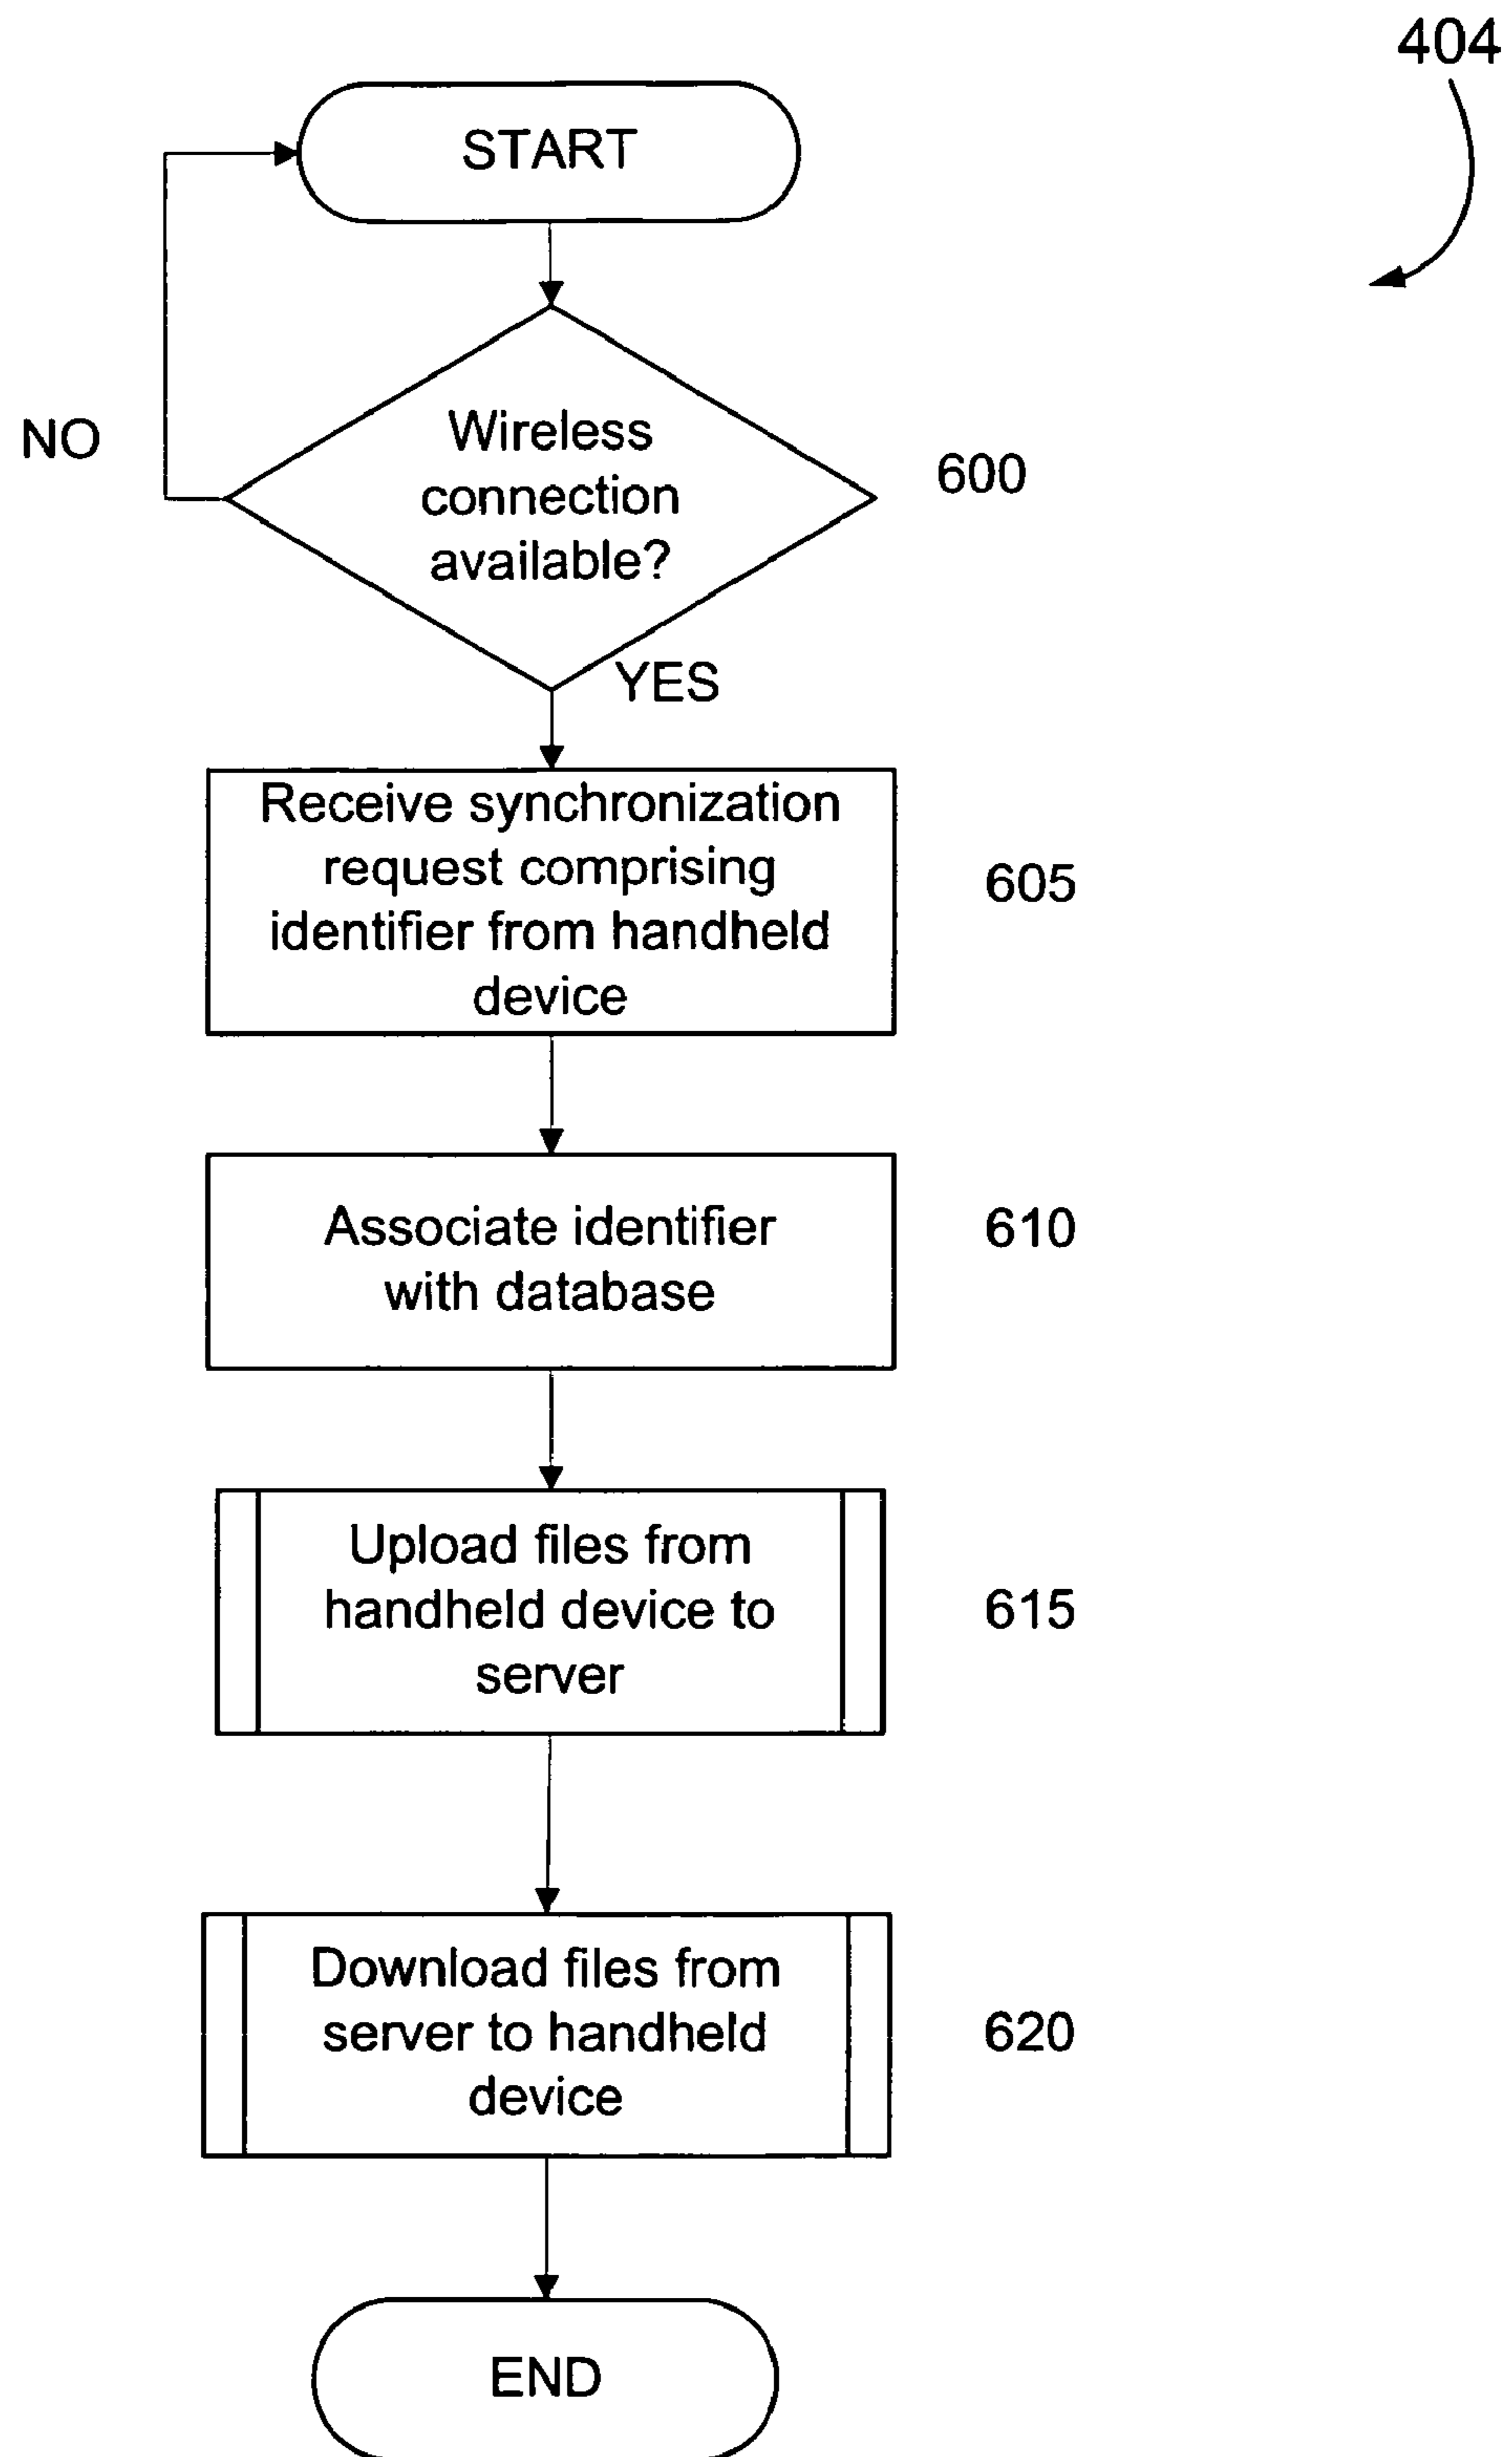 404
START
Wireless
connection
available?
NO
600
YES
Receive synchronization
request comprising
identifier from handheld
device
605
Associate identifier
with database
610
Upload files from
handheld device to
server
615
Download files from
server to handheld
device
620
END